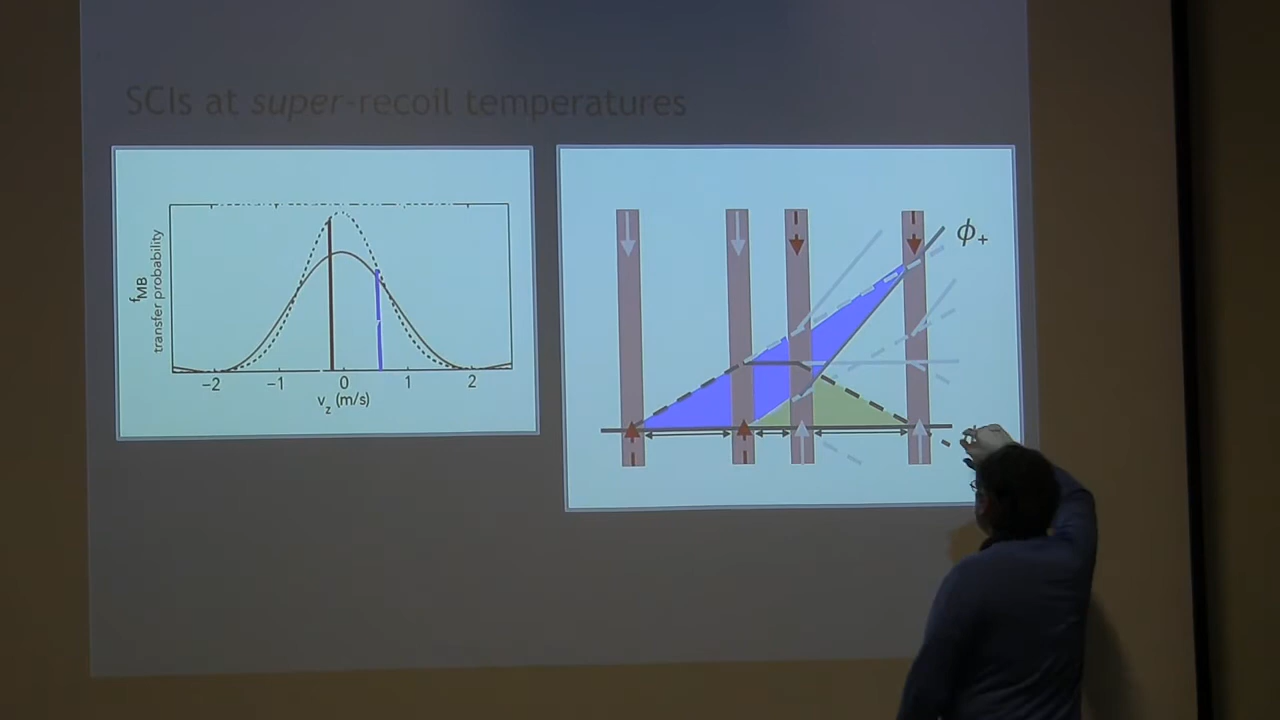 SCIs at super-recoil temperatures
f_MB
transfer probability
−2 −1 0 1 2
v_z (m/s)
ϕ_+